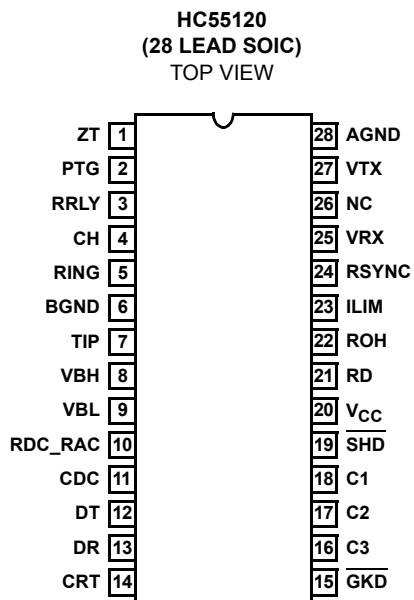 HC55120
(28 LEAD SOIC)
TOP VIEW
ZT 1 28 AGND
PTG 2 27 VTX
RRLY 3 26 NC
CH 4 25 VRX
RING 5 24 RSYNC
BGND 6 23 ILIM
TIP 7 22 ROH
VBH 8 21 RD
VBL 9 20 VCC
RDC_RAC 10 19 SHD
CDC 11 18 C1
DT 12 17 C2
DR 13 16 C3
CRT 14 15 GKD